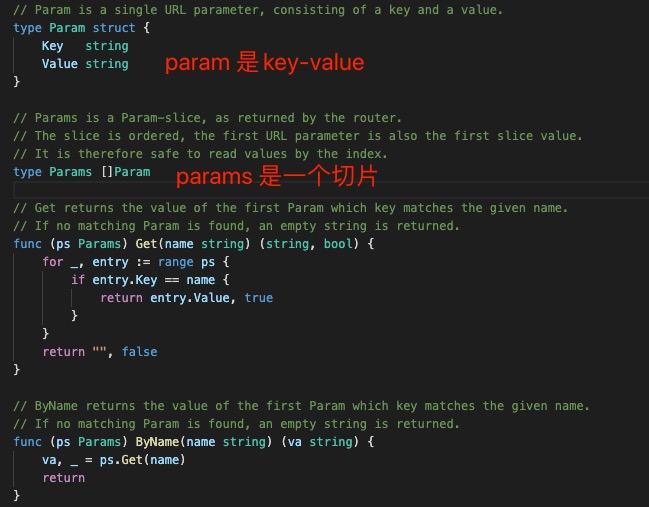 // Param is a single URL parameter, consisting of a key and a value.
type Param struct {
    Key   string
    Value string    param 是key-value
}

// Params is a Param-slice, as returned by the router.
// The slice is ordered, the first URL parameter is also the first slice value.
// It is therefore safe to read values by the index.
type Params []Param    params 是一个切片

// Get returns the value of the first Param which key matches the given name.
// If no matching Param is found, an empty string is returned.
func (ps Params) Get(name string) (string, bool) {
    for _, entry := range ps {
        if entry.Key == name {
            return entry.Value, true
        }
    }
    return "", false
}

// ByName returns the value of the first Param which key matches the given name.
// If no matching Param is found, an empty string is returned.
func (ps Params) ByName(name string) (va string) {
    va, _ = ps.Get(name)
    return
}